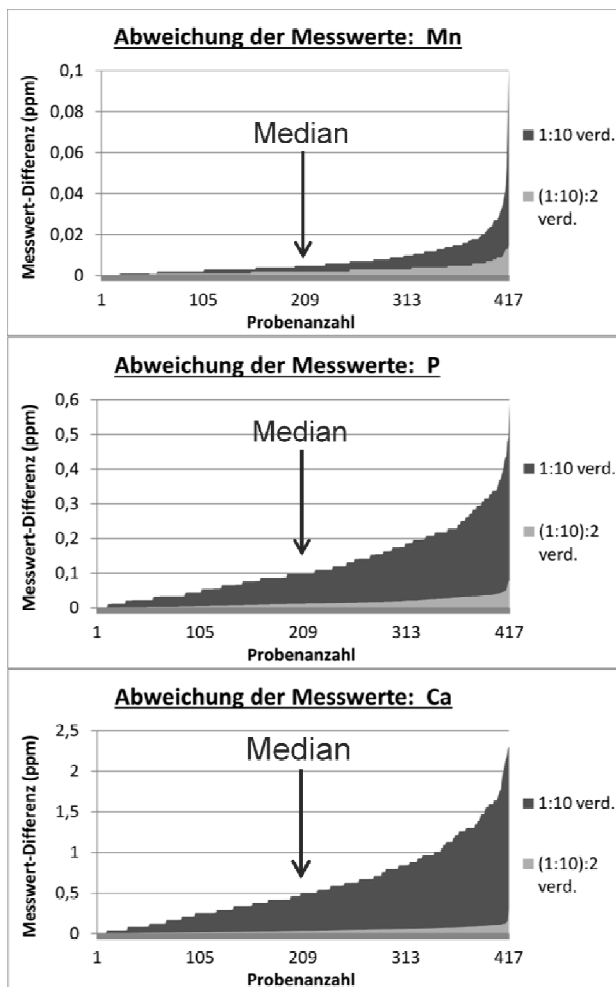 Abweichung der Messwerte: Mn
Messwert-Differenz (ppm)
0,1
0,08
0,06
0,04
0,02
0
Median
1:10 verd.
(1:10):2
verd.
1 105 209 313 417
Probenanzahl
Abweichung der Messwerte: P
Messwert-Differenz (ppm)
0,6
0,5
0,4
0,3
0,2
0,1
0
Median
1:10 verd.
(1:10):2
verd.
1 105 209 313 417
Probenanzahl
Abweichung der Messwerte: Ca
Messwert-Differenz (ppm)
2,5
2
1,5
1
0,5
0
Median
1:10 verd.
(1:10):2
verd.
1 105 209 313 417
Probenanzahl